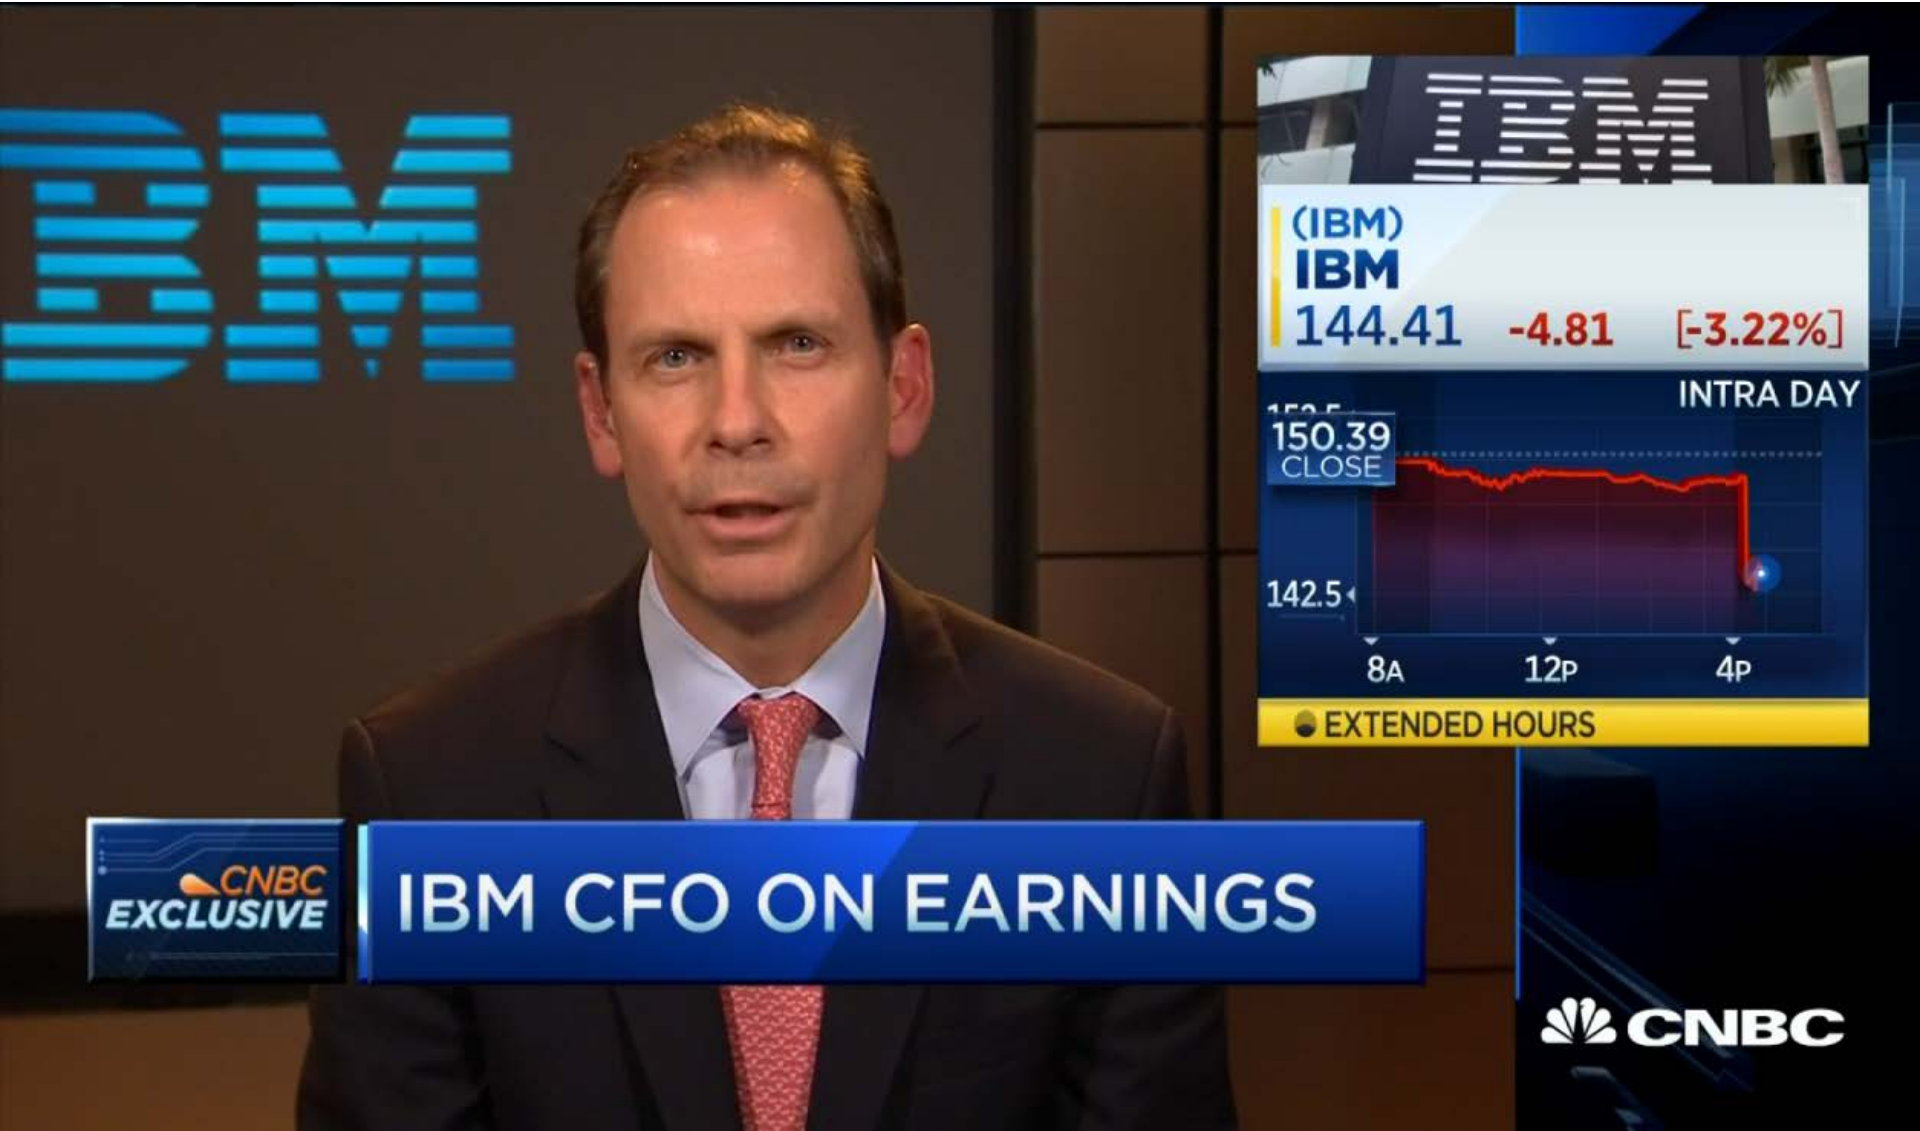 IBM
IBM
(IBM)
IBM
144.41 -4.81 [-3.22%]
INTRA DAY
150.39
CLOSE
142.5
8A 12P 4P
EXTENDED HOURS
CNBC
EXCLUSIVE
IBM CFO ON EARNINGS
CNBC